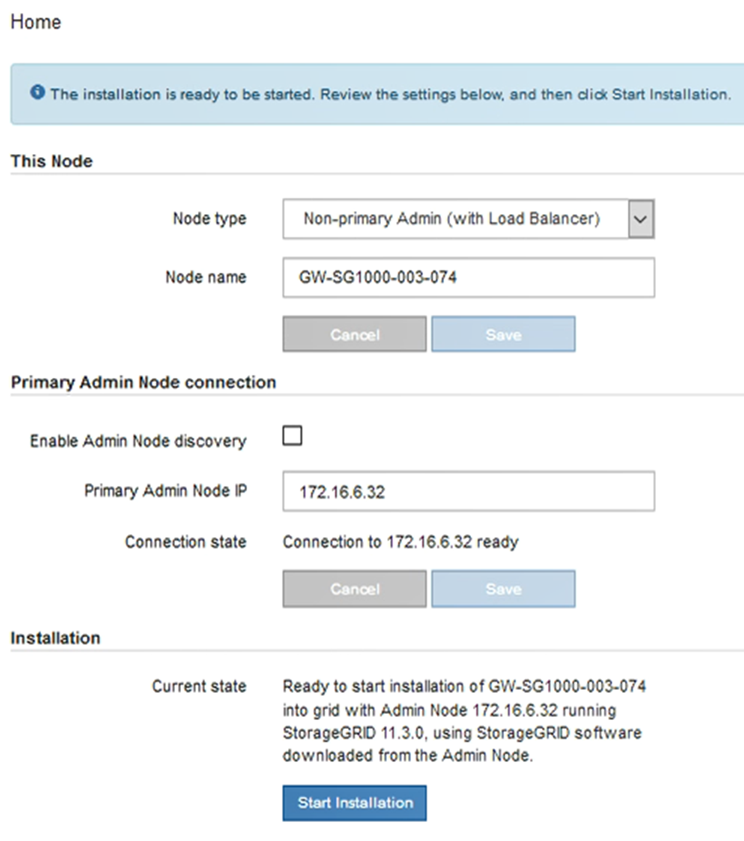 Home
The installation is ready to be started. Review the settings below, and then click Start Installation.
This Node
Node type
Non-primary Admin (with Load Balancer)
Node name
GW-SG1000-003-074
Cancel
Save
Primary Admin Node connection
Enable Admin Node discovery
Primary Admin Node IP
172.16.6.32
Connection state
Connection to 172.16.6.32 ready
Cancel
Save
Installation
Current state
Ready to start installation of GW-SG1000-003-074
into grid with Admin Node 172.16.6.32 running
StorageGRID 11.3.0, using StorageGRID software
downloaded from the Admin Node.
Start Installation